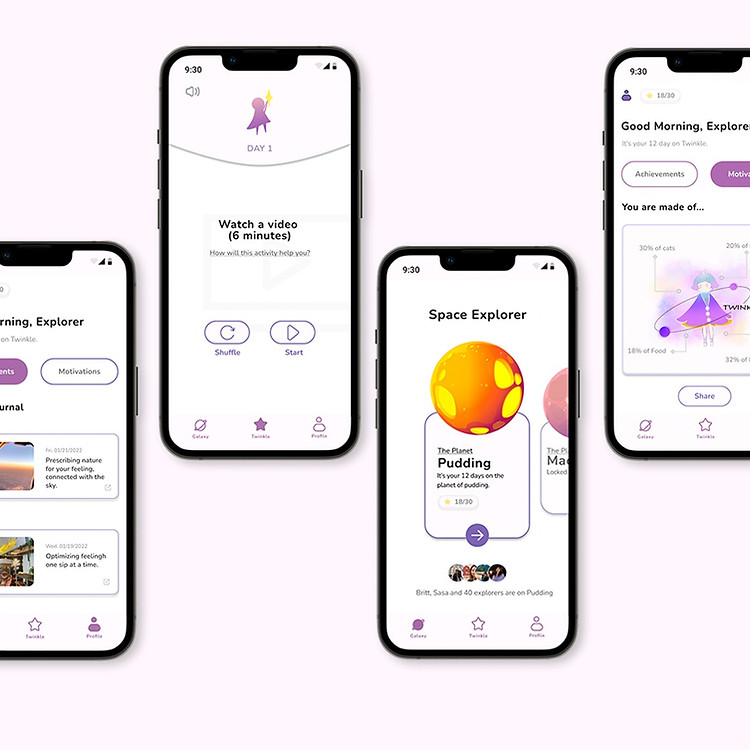 9:30
DAY 1
Watch a video
(6 minutes)
How will this activity help you?
Shuffle
Start
Galaxy
Twinkle
Profile
9:30
18/30
Good Morning, Explorer
It's your 12 day on Twinkle.
Achievements
Motiva
You are made of...
30% of cats
20% of
TWINK
18% of Food
32% of
Share
Galaxy
Twinkle
0
rning, Explorer
on Twinkle.
ents
Motivations
urnal
Fri, 01/21/2022
Prescribing nature
for your feeling,
connected with the
sky.
Wed, 01/19/2022
Optimizing feelingh
one sip at a time.
Twinkle
Profile
9:30
Space Explorer
The Planet
Pudding
It's your 12 days on the
planet of pudding.
18/30
The Pl
Mac
Locked
Britt, Sasa and 40 explorers are on Pudding
Galaxy
Twinkle
Profile